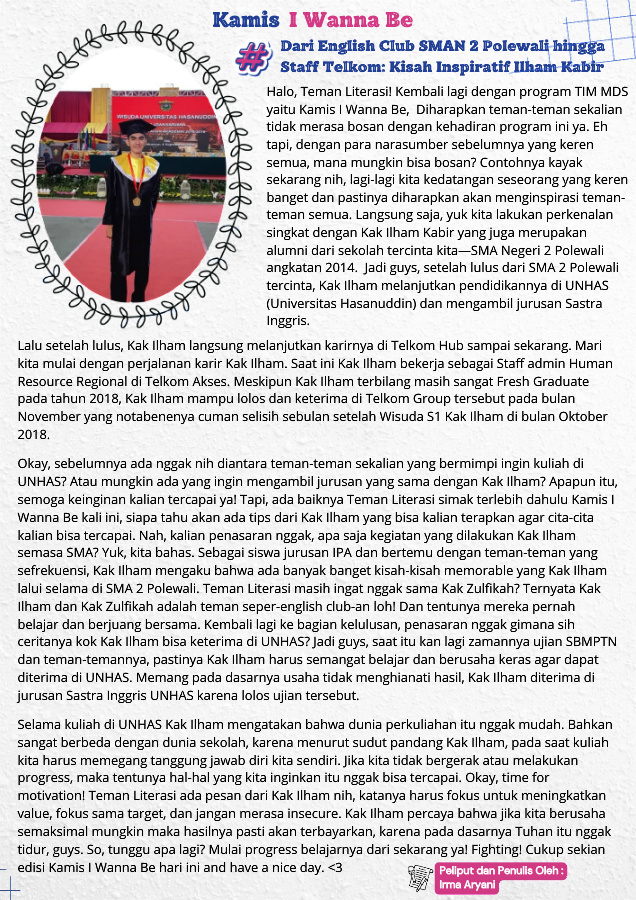 Kamis I Wanna Be
#
Dari English Club SMAN 2 Polewali hingga
Staff Telkom: Kisah Inspiratif Ilham Kabir
WISUDA UNIVERSITAS HASANUDDIN
Halo, Teman Literasi! Kembali lagi dengan program TIM MDS
yaitu Kamis I Wanna Be,  Diharapkan teman-teman sekalian
tidak merasa bosan dengan kehadiran program ini ya. Eh
tapi, dengan para narasumber sebelumnya yang keren
semua, mana mungkin bisa bosan? Contohnya kayak
sekarang nih, lagi-lagi kita kedatangan seseorang yang keren
banget dan pastinya diharapkan akan menginspirasi teman-
teman semua. Langsung saja, yuk kita lakukan perkenalan
singkat dengan Kak Ilham Kabir yang juga merupakan
alumni dari sekolah tercinta kita—SMA Negeri 2 Polewali
angkatan 2014.  Jadi guys, setelah lulus dari SMA 2 Polewali
tercinta, Kak Ilham melanjutkan pendidikannya di UNHAS
(Universitas Hasanuddin) dan mengambil jurusan Sastra
Inggris.
Lalu setelah lulus, Kak Ilham langsung melanjutkan karirnya di Telkom Hub sampai sekarang. Mari
kita mulai dengan perjalanan karir Kak Ilham. Saat ini Kak Ilham bekerja sebagai Staff admin Human
Resource Regional di Telkom Akses. Meskipun Kak Ilham terbilang masih sangat Fresh Graduate
pada tahun 2018, Kak Ilham mampu lolos dan keterima di Telkom Group tersebut pada bulan
November yang notabenenya cuman selisih sebulan setelah Wisuda S1 Kak Ilham di bulan Oktober
2018.
Okay, sebelumnya ada nggak nih diantara teman-teman sekalian yang bermimpi ingin kuliah di
UNHAS? Atau mungkin ada yang ingin mengambil jurusan yang sama dengan Kak Ilham? Apapun itu,
semoga keinginan kalian tercapai ya! Tapi, ada baiknya Teman Literasi simak terlebih dahulu Kamis I
Wanna Be kali ini, siapa tahu akan ada tips dari Kak Ilham yang bisa kalian terapkan agar cita-cita
kalian bisa tercapai. Nah, kalian penasaran nggak, apa saja kegiatan yang dilakukan Kak Ilham
semasa SMA? Yuk, kita bahas. Sebagai siswa jurusan IPA dan bertemu dengan teman-teman yang
sefrekuensi, Kak Ilham mengaku bahwa ada banyak banget kisah-kisah memorable yang Kak Ilham
lalui selama di SMA 2 Polewali. Teman Literasi masih ingat nggak sama Kak Zulfikah? Ternyata Kak
Ilham dan Kak Zulfikah adalah teman seper-english club-an loh! Dan tentunya mereka pernah
belajar dan berjuang bersama. Kembali lagi ke bagian kelulusan, penasaran nggak gimana sih
ceritanya kok Kak Ilham bisa keterima di UNHAS? Jadi guys, saat itu kan lagi zamannya ujian SBMPTN
dan teman-temannya, pastinya Kak Ilham harus semangat belajar dan berusaha keras agar dapat
diterima di UNHAS. Memang pada dasarnya usaha tidak menghianati hasil, Kak Ilham diterima di
jurusan Sastra Inggris UNHAS karena lolos ujian tersebut.
Selama kuliah di UNHAS Kak Ilham mengatakan bahwa dunia perkuliahan itu nggak mudah. Bahkan
sangat berbeda dengan dunia sekolah, karena menurut sudut pandang Kak Ilham, pada saat kuliah
kita harus memegang tanggung jawab diri kita sendiri. Jika kita tidak bergerak atau melakukan
progress, maka tentunya hal-hal yang kita inginkan itu nggak bisa tercapai. Okay, time for
motivation! Teman Literasi ada pesan dari Kak Ilham nih, katanya harus fokus untuk meningkatkan
value, fokus sama target, dan jangan merasa insecure. Kak Ilham percaya bahwa jika kita berusaha
semaksimal mungkin maka hasilnya pasti akan terbayarkan, karena pada dasarnya Tuhan itu nggak
tidur, guys. So, tunggu apa lagi? Mulai progress belajarnya dari sekarang ya! Fighting! Cukup sekian
edisi Kamis I Wanna Be hari ini and have a nice day. <3
Peliput dan Penulis Oleh :
Irma Aryani